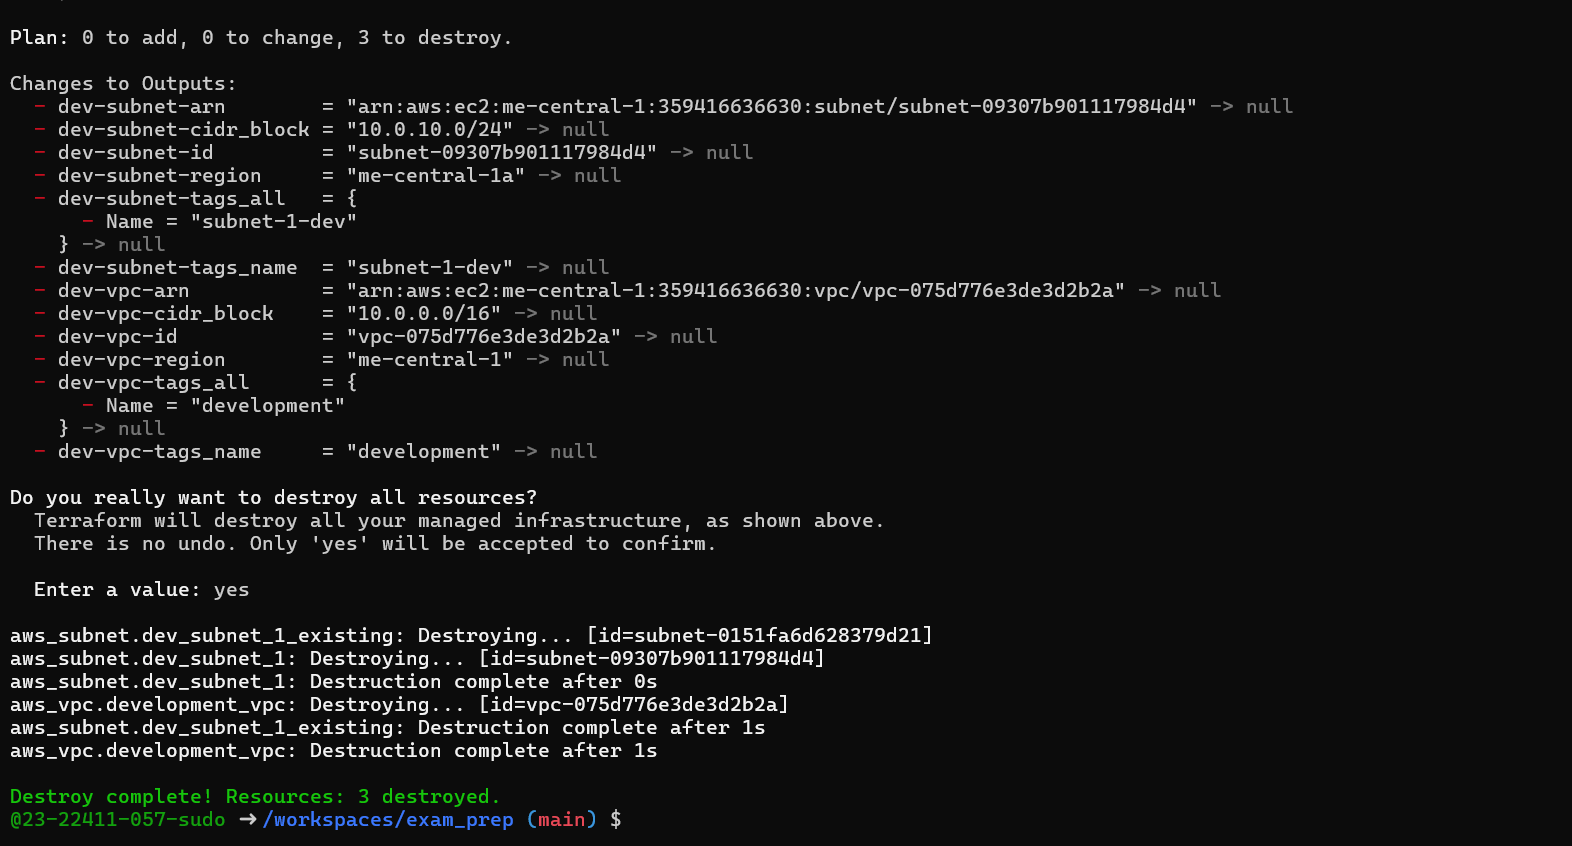 Plan: 0 to add, 0 to change, 3 to destroy.
Changes to Outputs:
  - dev-subnet-arn        = "arn:aws:ec2:me-central-1:359416636630:subnet/subnet-09307b901117984d4" -> null
  - dev-subnet-cidr_block = "10.0.10.0/24" -> null
  - dev-subnet-id         = "subnet-09307b901117984d4" -> null
  - dev-subnet-region     = "me-central-1a" -> null
  - dev-subnet-tags_all   = {
      - Name = "subnet-1-dev"
    } -> null
  - dev-subnet-tags_name  = "subnet-1-dev" -> null
  - dev-vpc-arn           = "arn:aws:ec2:me-central-1:359416636630:vpc/vpc-075d776e3de3d2b2a" -> null
  - dev-vpc-cidr_block    = "10.0.0.0/16" -> null
  - dev-vpc-id            = "vpc-075d776e3de3d2b2a" -> null
  - dev-vpc-region        = "me-central-1" -> null
  - dev-vpc-tags_all      = {
      - Name = "development"
    } -> null
  - dev-vpc-tags_name     = "development" -> null
Do you really want to destroy all resources?
  Terraform will destroy all your managed infrastructure, as shown above.
  There is no undo. Only 'yes' will be accepted to confirm.
  Enter a value: yes
aws_subnet.dev_subnet_1_existing: Destroying... [id=subnet-0151fa6d628379d21]
aws_subnet.dev_subnet_1: Destroying... [id=subnet-09307b901117984d4]
aws_subnet.dev_subnet_1: Destruction complete after 0s
aws_vpc.development_vpc: Destroying... [id=vpc-075d776e3de3d2b2a]
aws_subnet.dev_subnet_1_existing: Destruction complete after 1s
aws_vpc.development_vpc: Destruction complete after 1s
Destroy complete! Resources: 3 destroyed.
@23-22411-057-sudo ➜ /workspaces/exam_prep (main) $